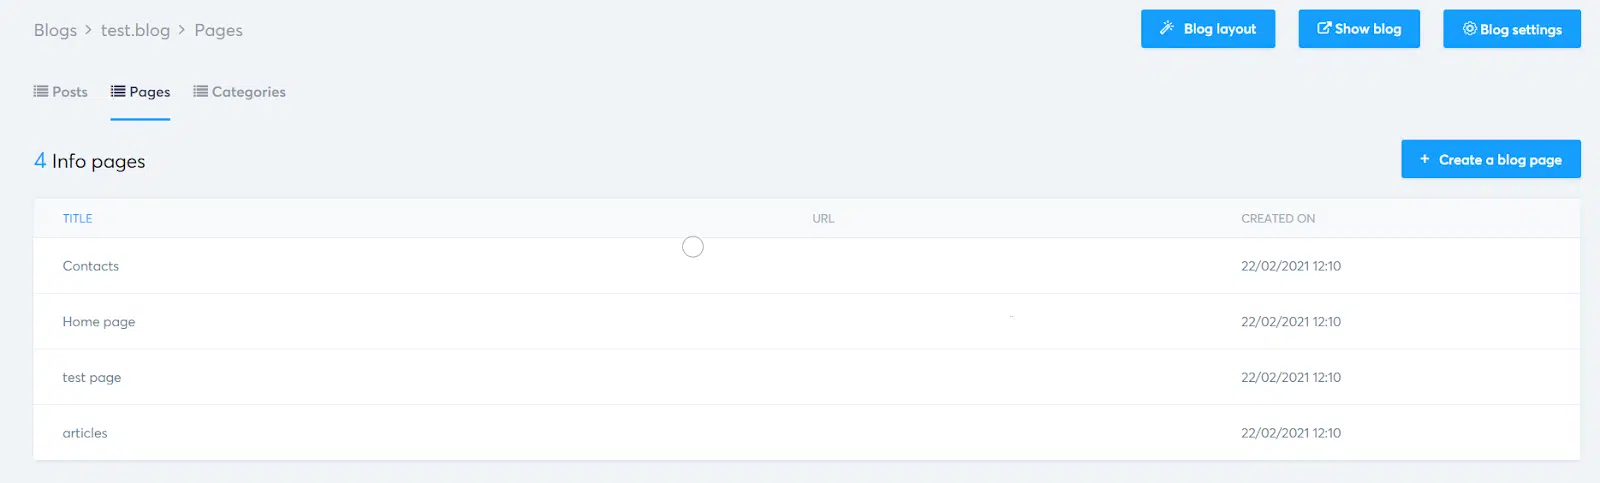 Blogs > test.blog > Pages
Blog layout
Show blog
Blog settings
Posts
Pages
Categories
4 Info pages
+ Create a blog page
TITLE URL CREATED ON
Contacts 22/02/2021 12:10
Home page 22/02/2021 12:10
test page 22/02/2021 12:10
articles 22/02/2021 12:10